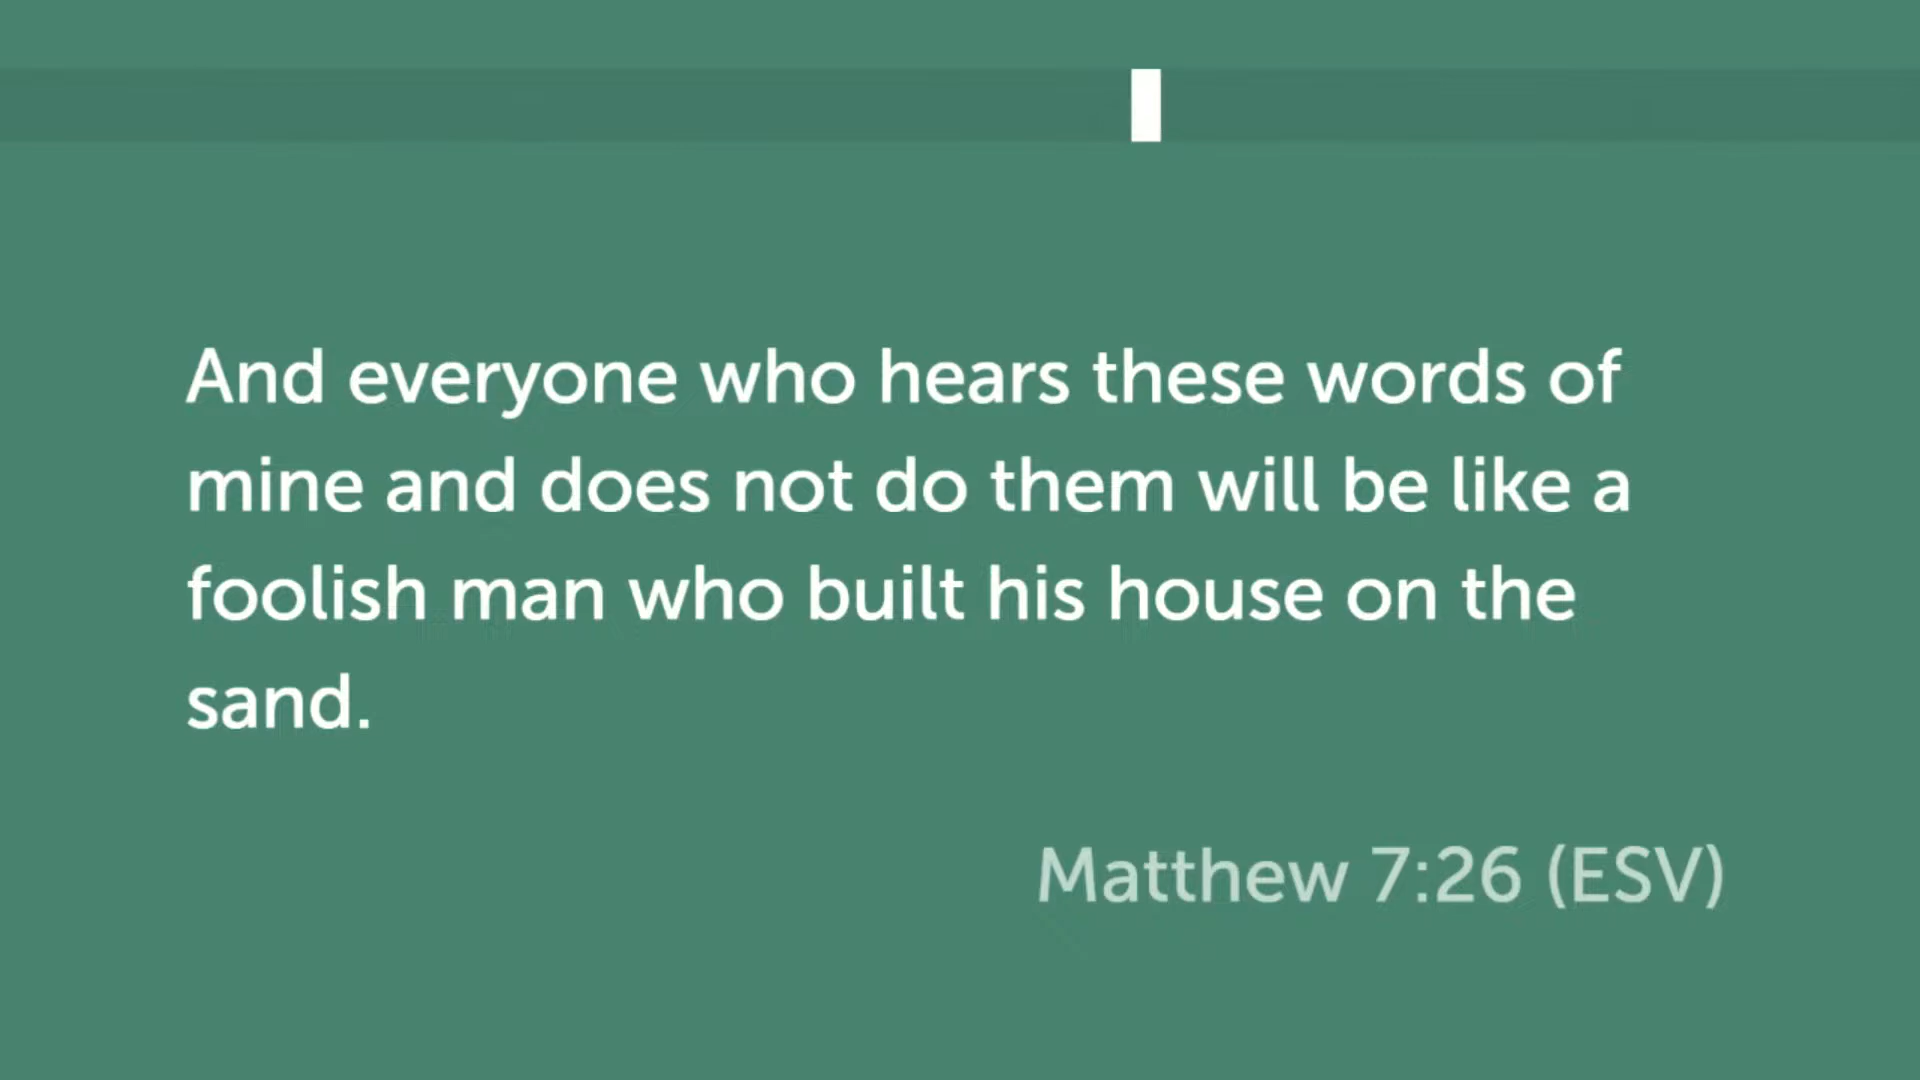 And everyone who hears these words of
mine and does not do them will be like a
foolish man who built his house on the
sand.
Matthew 7:26 (ESV)